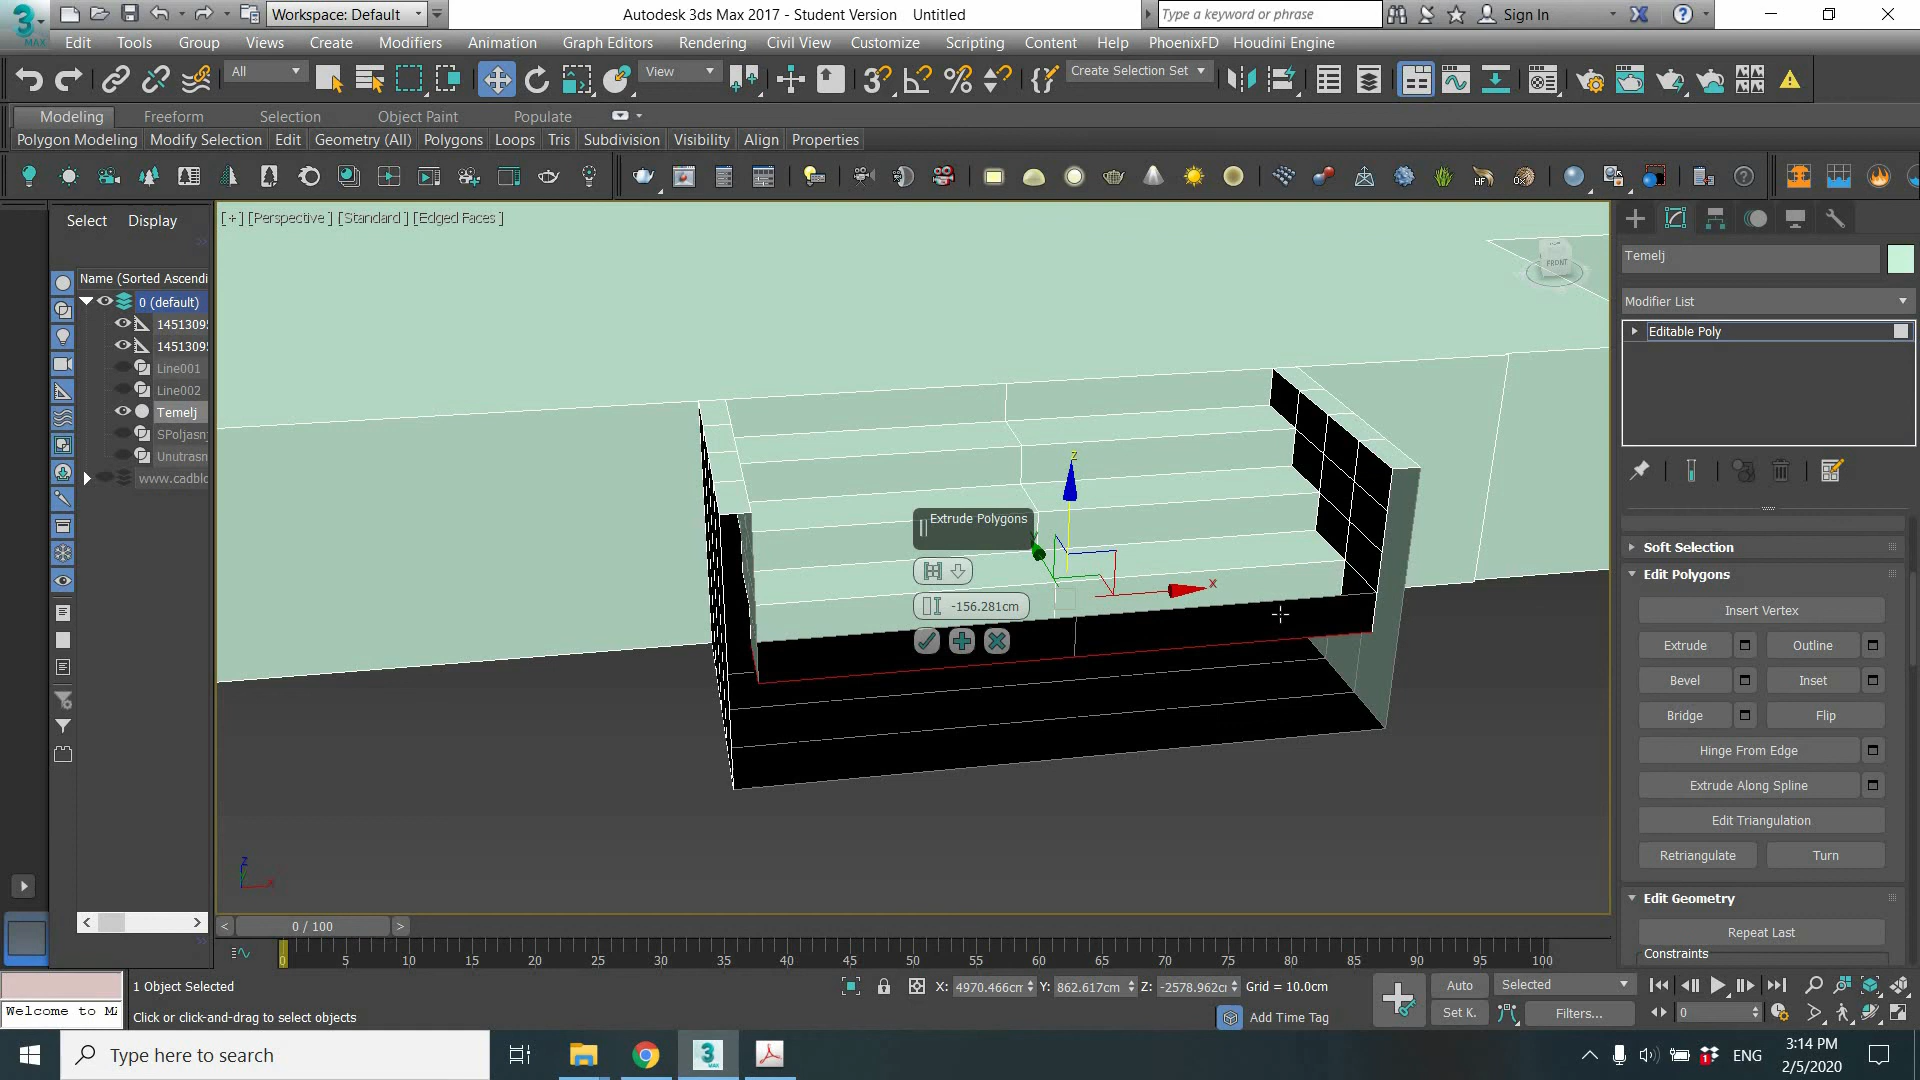 Workspace: Default
Autodesk 3ds Max 2017 - Student Version Untitled
Type a keyword or phrase
Sign In
Edit Tools Group Views Create Modifiers Animation Graph Editors Rendering Civil View Customize Scripting Content Help PhoenixFD Houdini Engine
All
View
Create Selection Set
Modeling Freeform Selection Object Paint Populate
Polygon Modeling Modify Selection Edit Geometry (All) Polygons Loops Tris Subdivision Visibility Align Properties
Select Display
[+] [Perspective] [Standard] [Edged Faces]
FRONT
Name (Sorted Ascendi
0 (default)
1451309
1451309
Line001
Line002
Temelj
SPoljasn
Unutrasn
www.cadblo
Extrude Polygons
-156.281cm
z
x
Temelj
Modifier List
Editable Poly
Soft Selection
Edit Polygons
Insert Vertex
Extrude Outline
Bevel Inset
Bridge Flip
Hinge From Edge
Extrude Along Spline
Edit Triangulation
Retriangulate Turn
Edit Geometry
Repeat Last
Constraints
z
x
< 0 / 100 >
0 5 10 15 20 25 30 35 40 45 50 55 60 65 70 75 80 85 90 95 100
1 Object Selected
X: 4970.466cm Y: 862.617cm Z: -2578.962cm Grid = 10.0cm
Auto Selected
Welcome to MA
Click or click-and-drag to select objects
Add Time Tag
Set K. Filters... 0
Type here to search
ENG
3:14 PM
2/5/2020